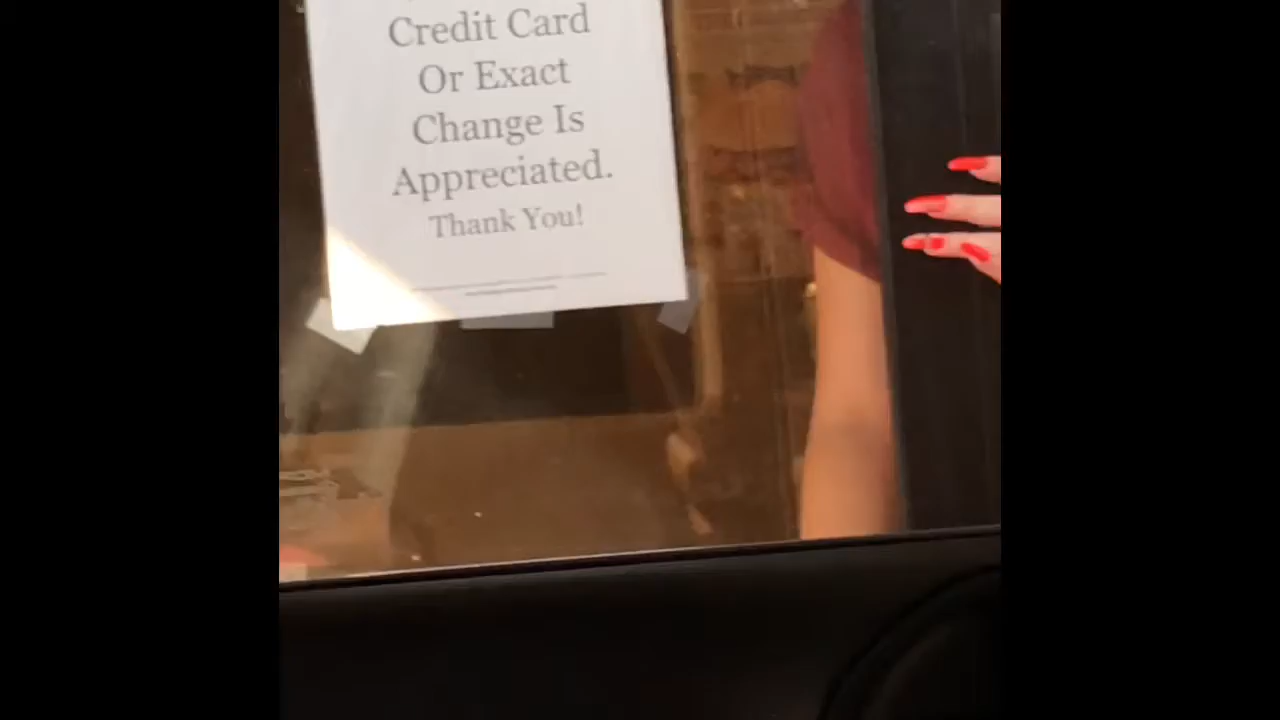 Credit Card
Or Exact
Change Is
Appreciated.
Thank You!